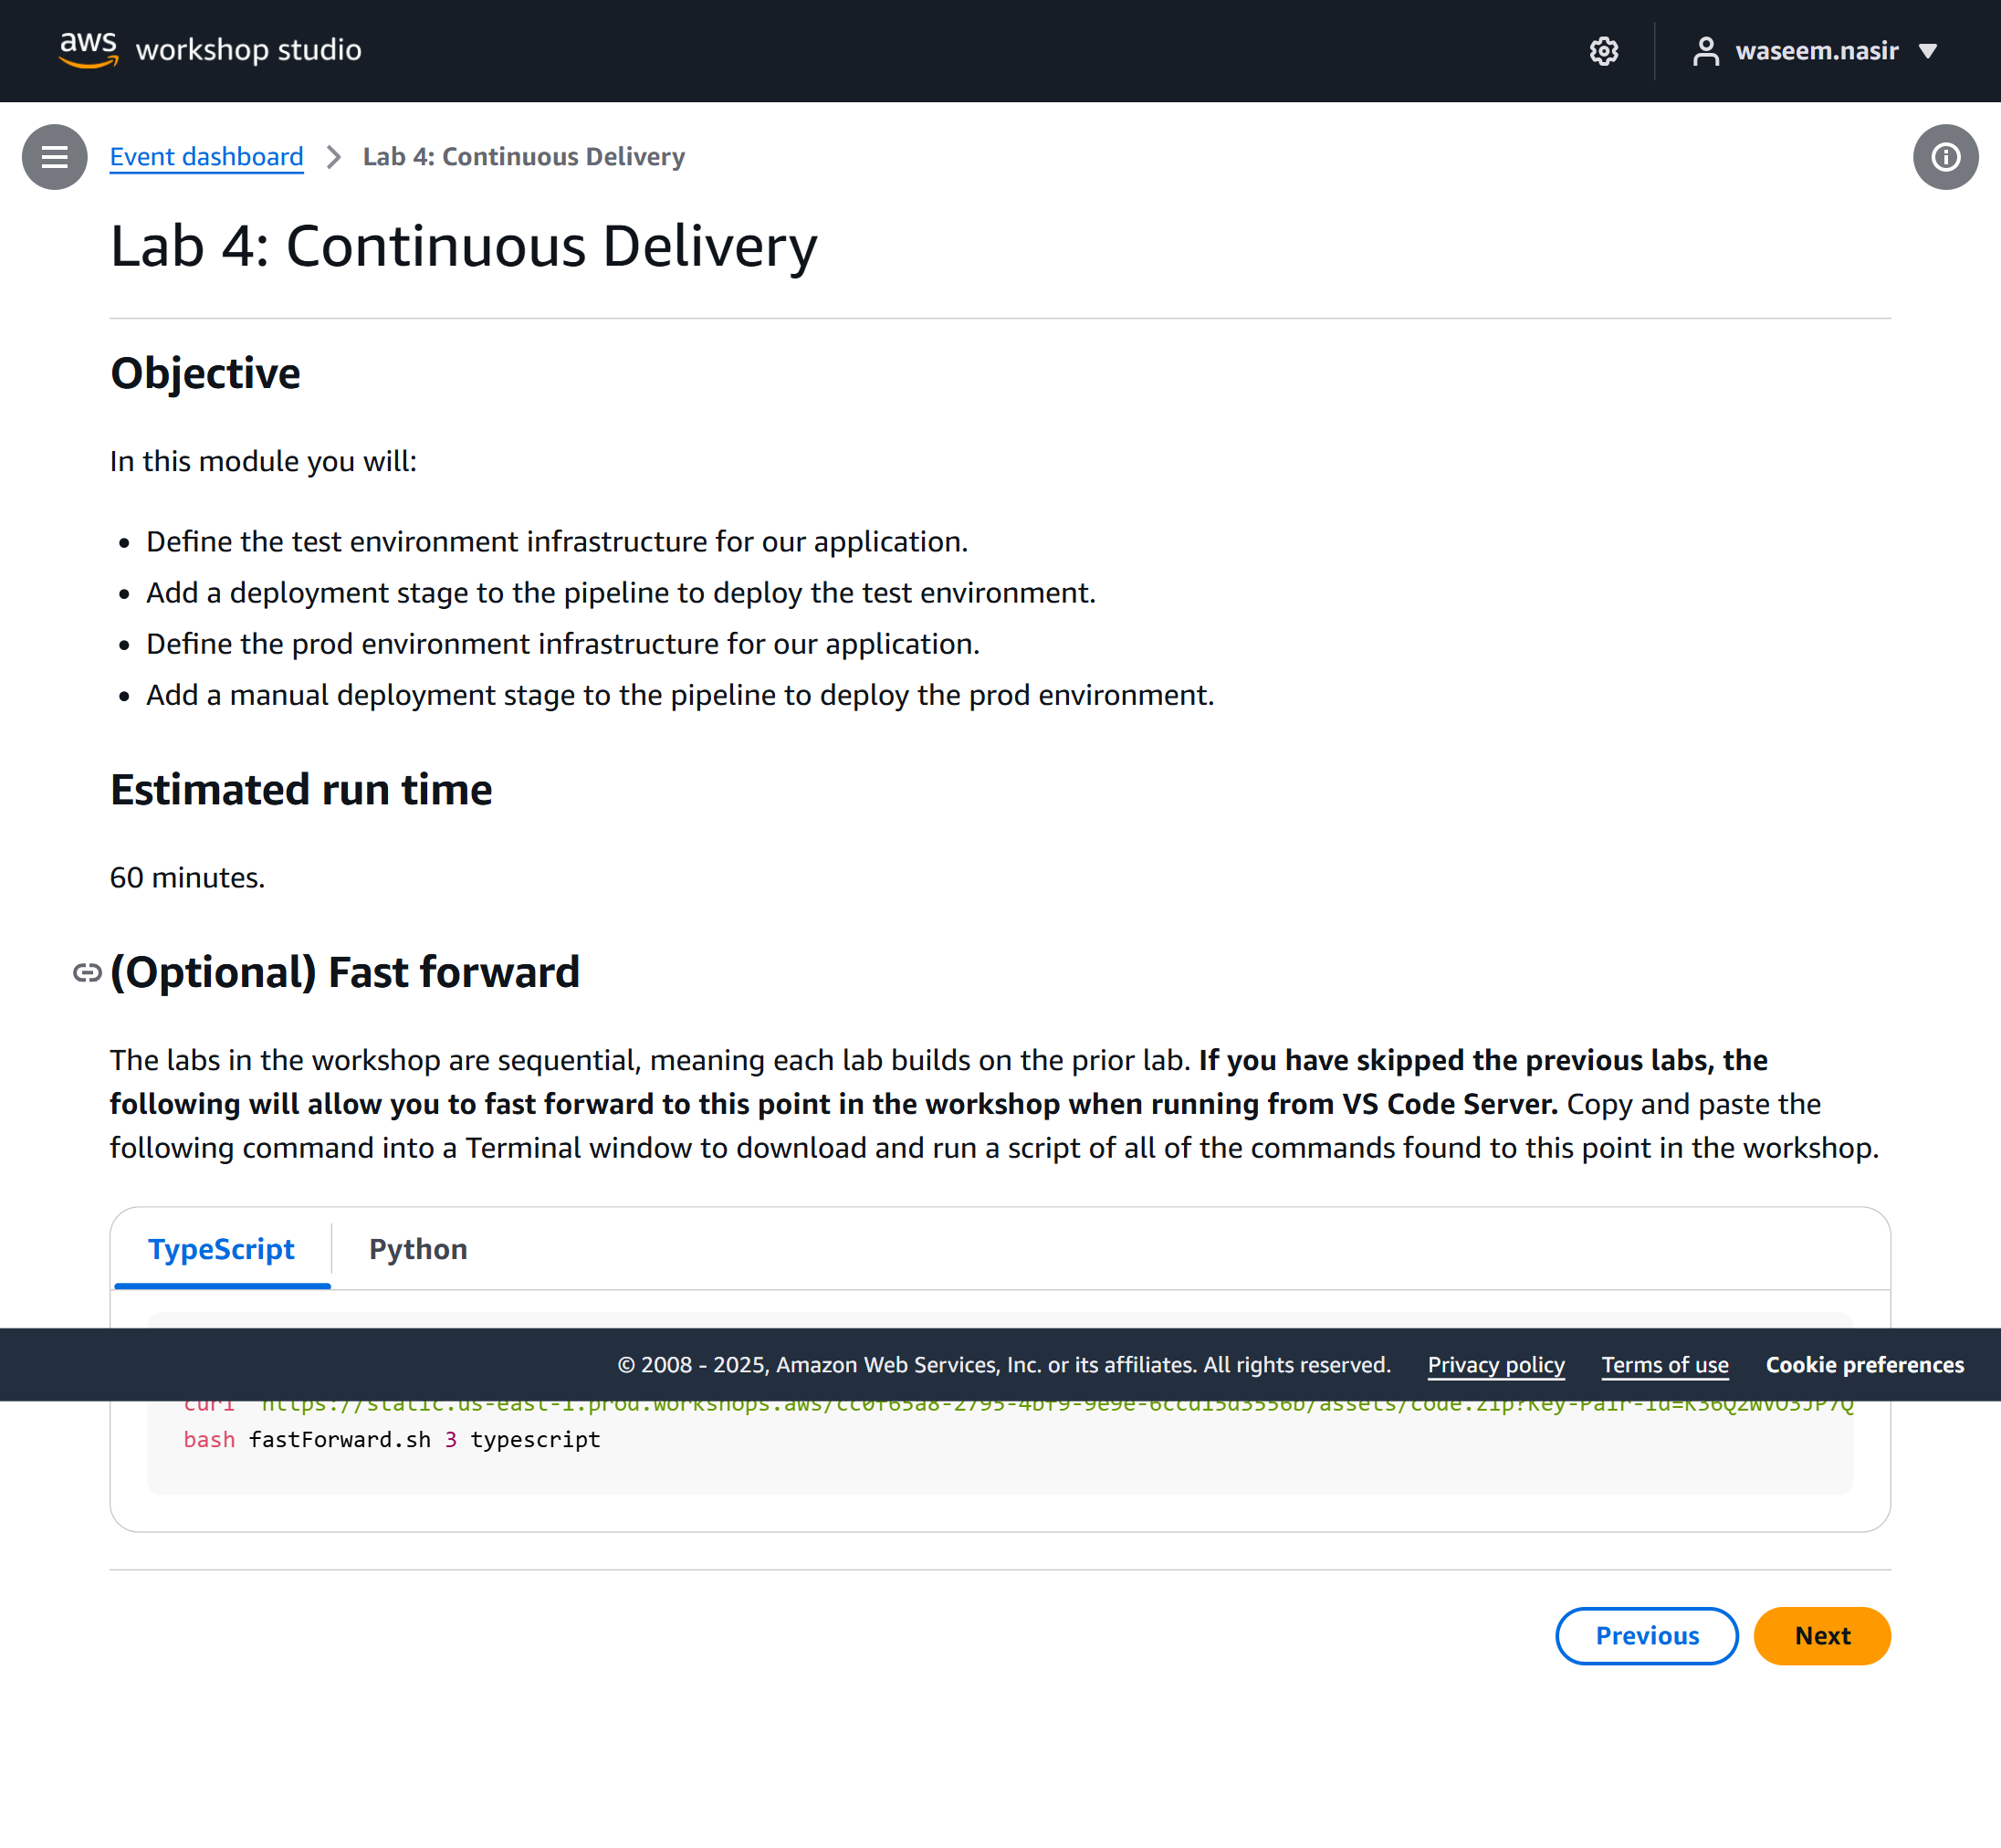 aws workshop studio
waseem.nasir
Event dashboard
Lab 4: Continuous Delivery
Lab 4: Continuous Delivery
Objective
In this module you will:
Define the test environment infrastructure for our application.
Add a deployment stage to the pipeline to deploy the test environment.
Define the prod environment infrastructure for our application.
Add a manual deployment stage to the pipeline to deploy the prod environment.
Estimated run time
60 minutes.
(Optional) Fast forward
The labs in the workshop are sequential, meaning each lab builds on the prior lab. If you have skipped the previous labs, the
following will allow you to fast forward to this point in the workshop when running from VS Code Server. Copy and paste the
following command into a Terminal window to download and run a script of all of the commands found to this point in the workshop.
TypeScript
Python
© 2008 - 2025, Amazon Web Services, Inc. or its affiliates. All rights reserved.
Privacy policy
Terms of use
Cookie preferences
curl
bash fastForward.sh 3 typescript
Previous
Next